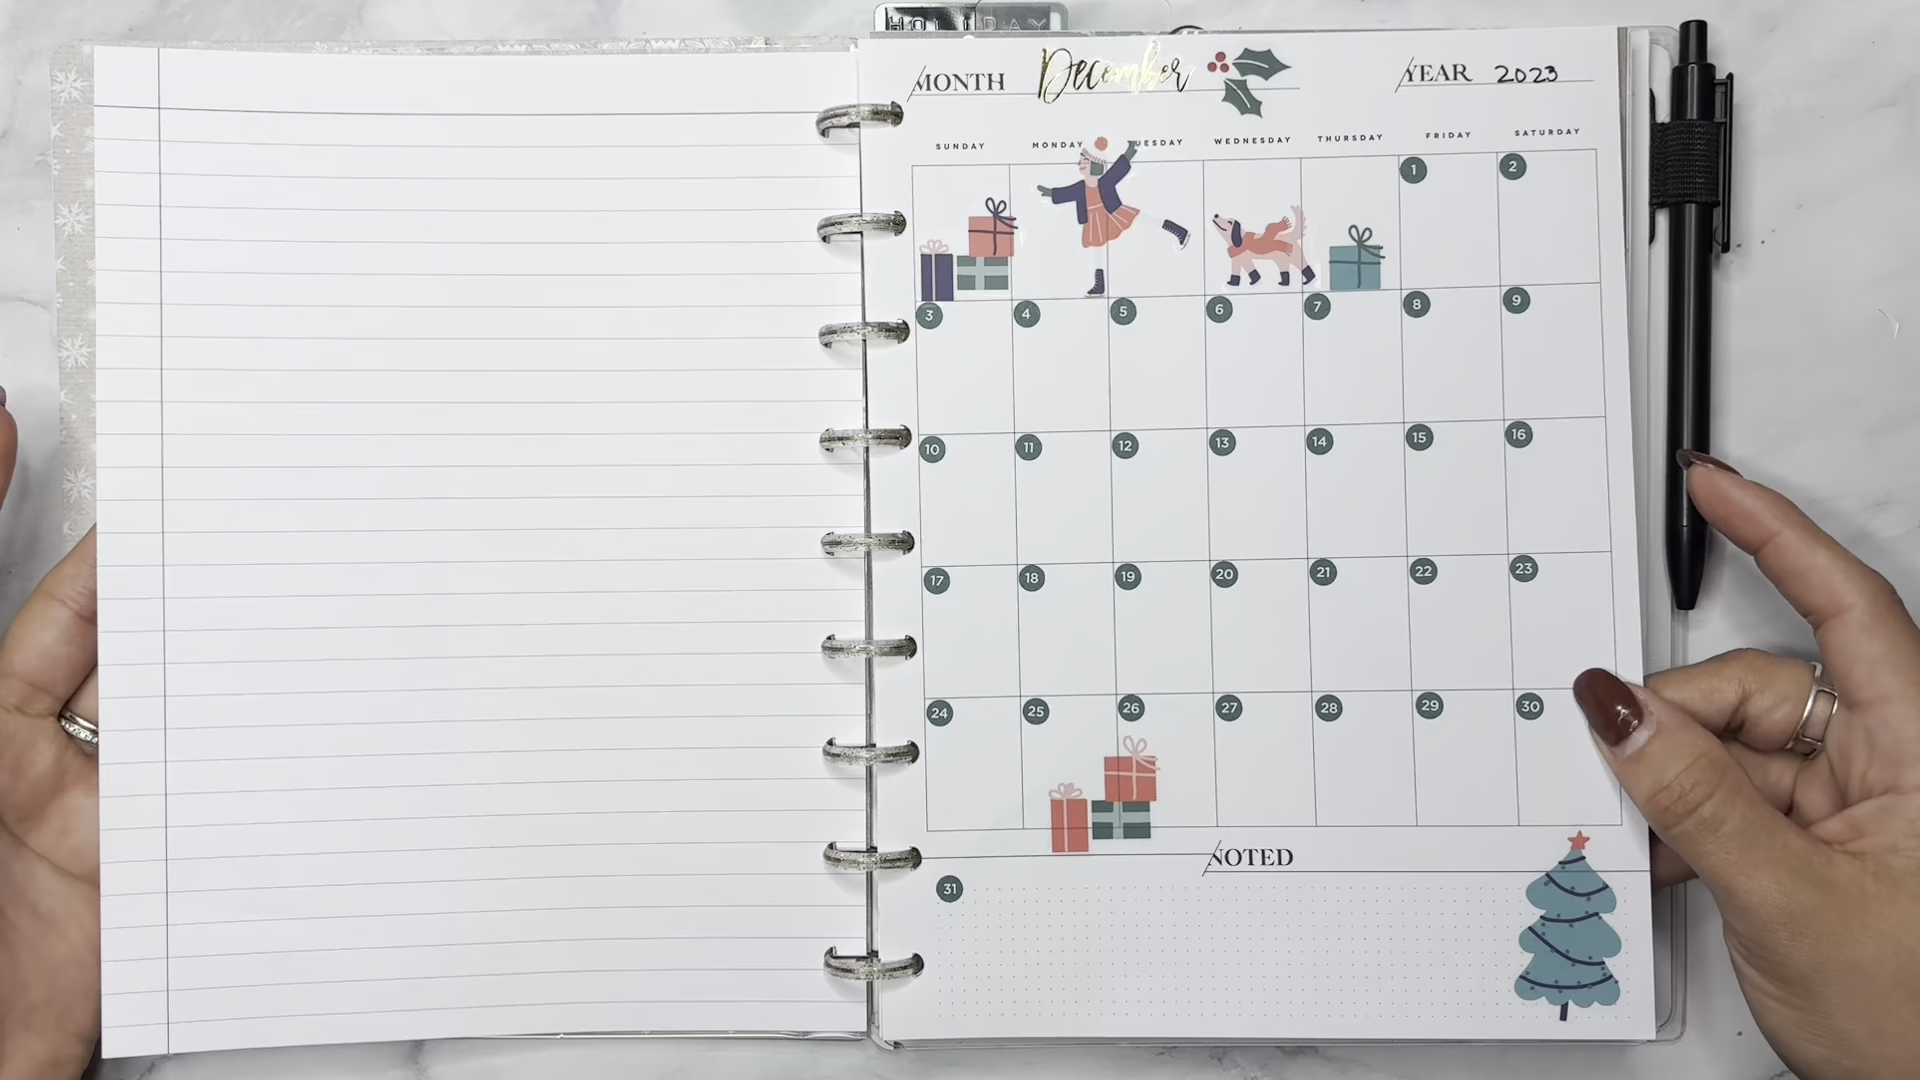 HOLIDAY
MONTH December YEAR 2023
SUNDAY MONDAY TUESDAY WEDNESDAY THURSDAY FRIDAY SATURDAY
1 2
3 4 5 6 7 8 9
10 11 12 13 14 15 16
17 18 19 20 21 22 23
24 25 26 27 28 29 30
NOTED
31